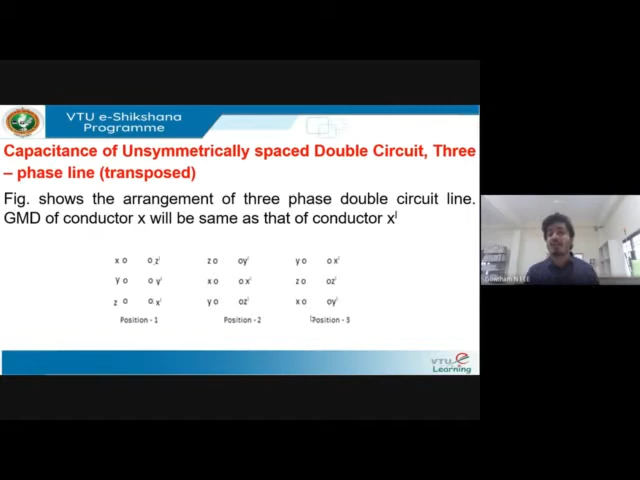 VTU e-Shikshana
Programme
Capacitance of Unsymmetrically spaced Double Circuit, Three
– phase line (transposed)
Fig. shows the arrangement of three phase double circuit line.
GMD of conductor x will be same as that of conductor x^|
x o o z^| z o oy^| y o o x^|
y o o y^| x o o x^| z o oz^|
z o o x^| y o oz^| x o oy^|
Position - 1 Position - 2 Position - 3
VTU e
Learning